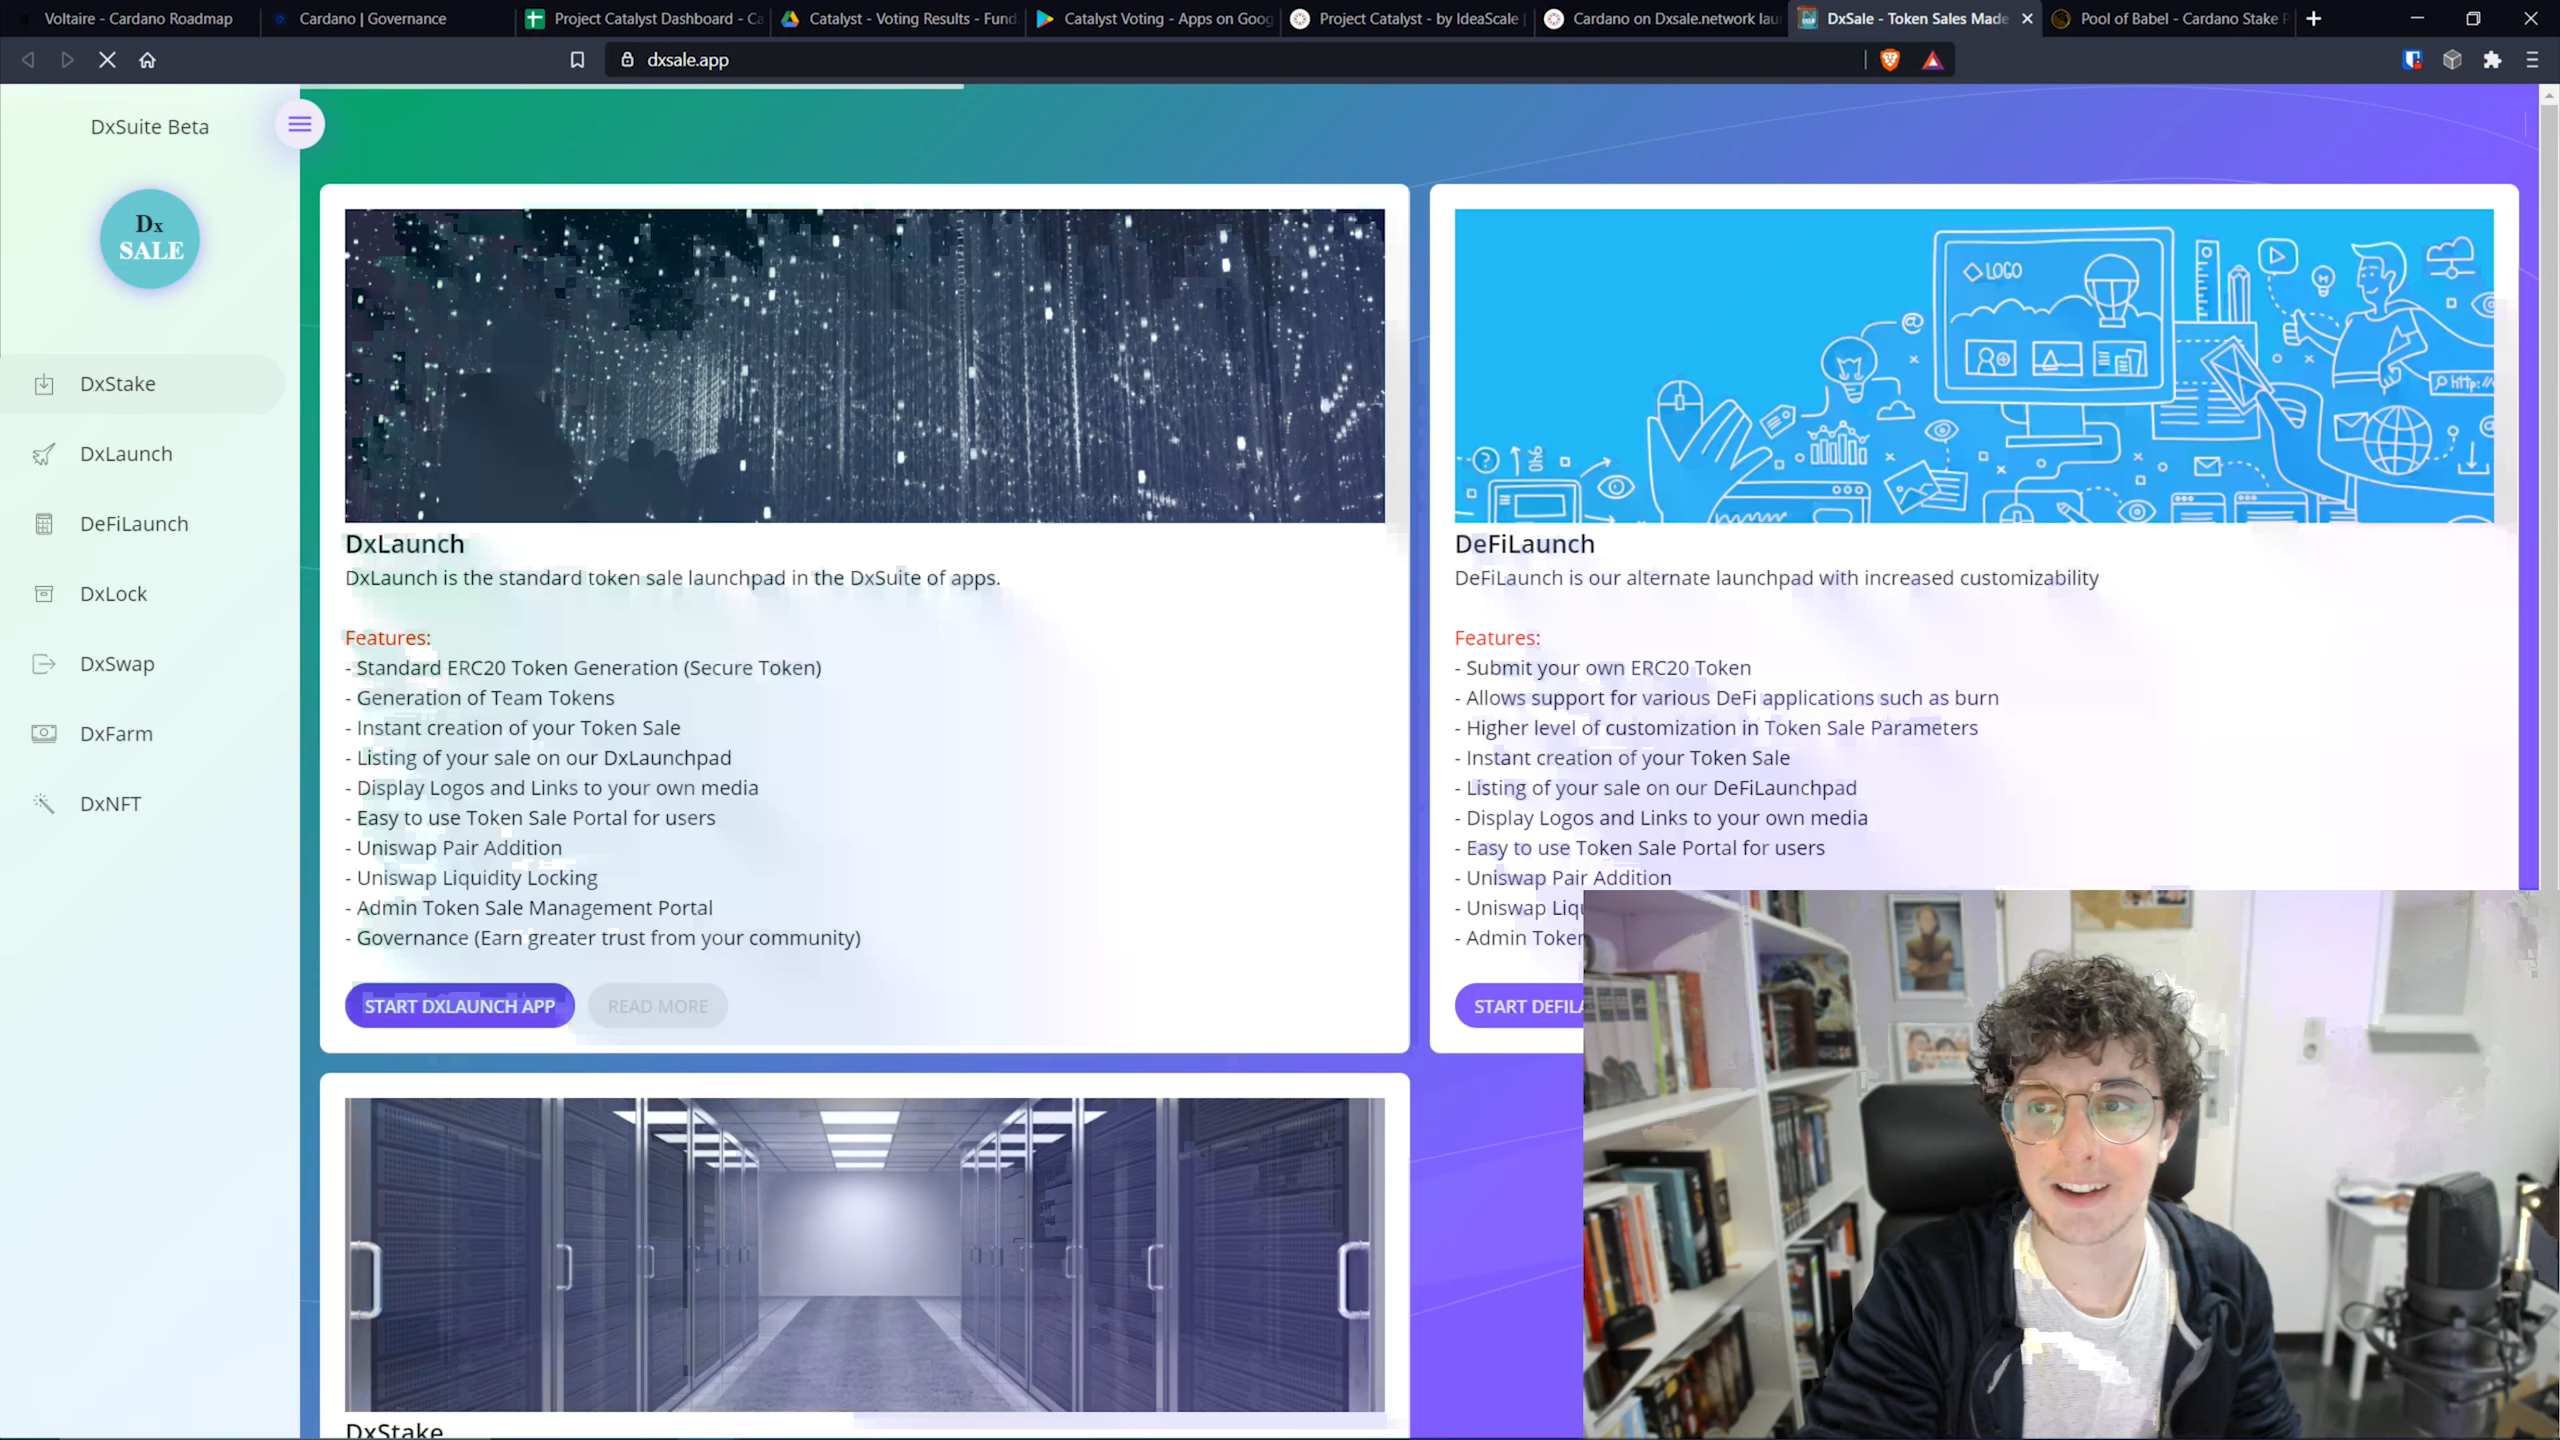 Voltaire - Cardano Roadmap
Cardano | Governance
Project Catalyst Dashboard - Ca
Catalyst - Voting Results - Fund
Catalyst Voting - Apps on Goog
Project Catalyst - by IdeaScale |
Cardano on Dxsale.network lau
DxSale - Token Sales Made
Pool of Babel - Cardano Stake P
dxsale.app
DxSuite Beta
Dx
SALE
DxStake
DxLaunch
DeFiLaunch
DxLock
DxSwap
DxFarm
DxNFT
DxLaunch
DxLaunch is the standard token sale launchpad in the DxSuite of apps.
Features:
- Standard ERC20 Token Generation (Secure Token)
- Generation of Team Tokens
- Instant creation of your Token Sale
- Listing of your sale on our DxLaunchpad
- Display Logos and Links to your own media
- Easy to use Token Sale Portal for users
- Uniswap Pair Addition
- Uniswap Liquidity Locking
- Admin Token Sale Management Portal
- Governance (Earn greater trust from your community)
START DXLAUNCH APP
READ MORE
LOGO
http://
DeFiLaunch
DeFiLaunch is our alternate launchpad with increased customizability
Features:
- Submit your own ERC20 Token
- Allows support for various DeFi applications such as burn
- Higher level of customization in Token Sale Parameters
- Instant creation of your Token Sale
- Listing of your sale on our DeFiLaunchpad
- Display Logos and Links to your own media
- Easy to use Token Sale Portal for users
- Uniswap Pair Addition
- Uniswap Liq
- Admin Token
START DEFILA
DxStake